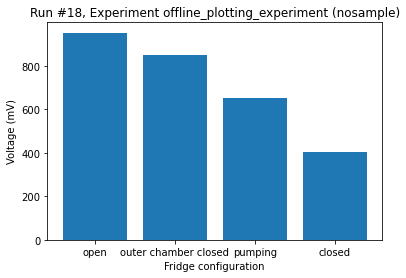 Run #18, Experiment offline_plotting_experiment (nosample)
Voltage (mV)
800
600
400
200
0
open outer chamber closed pumping closed
Fridge configuration